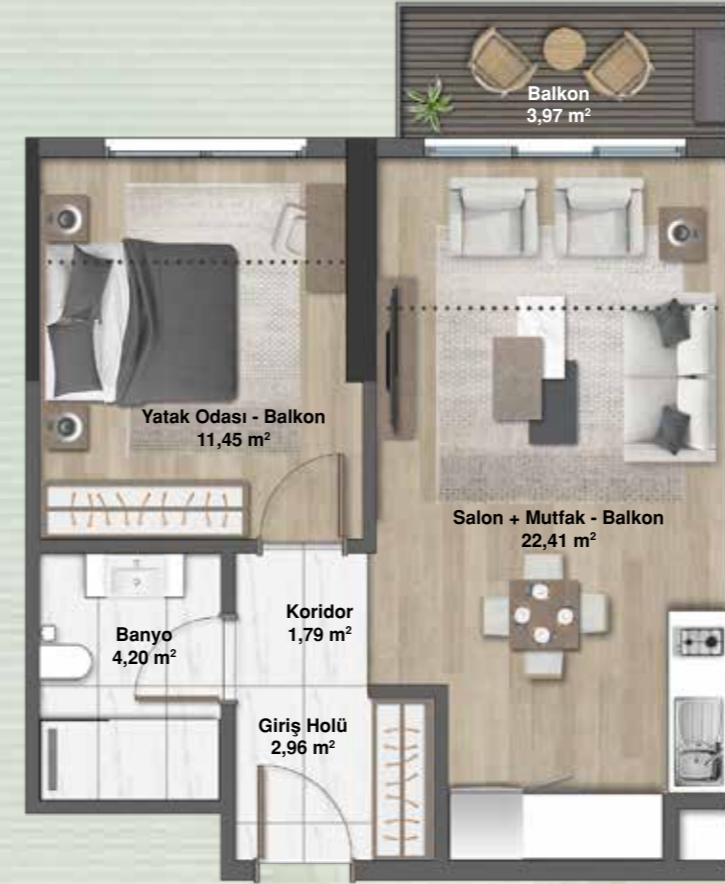 Balkon
3,97 m²
Yatak Odası - Balkon
11,45 m²
Salon + Mutfak - Balkon
22,41 m²
Koridor
1,79 m²
Banyo
4,20 m²
Giriş Holü
2,96 m²